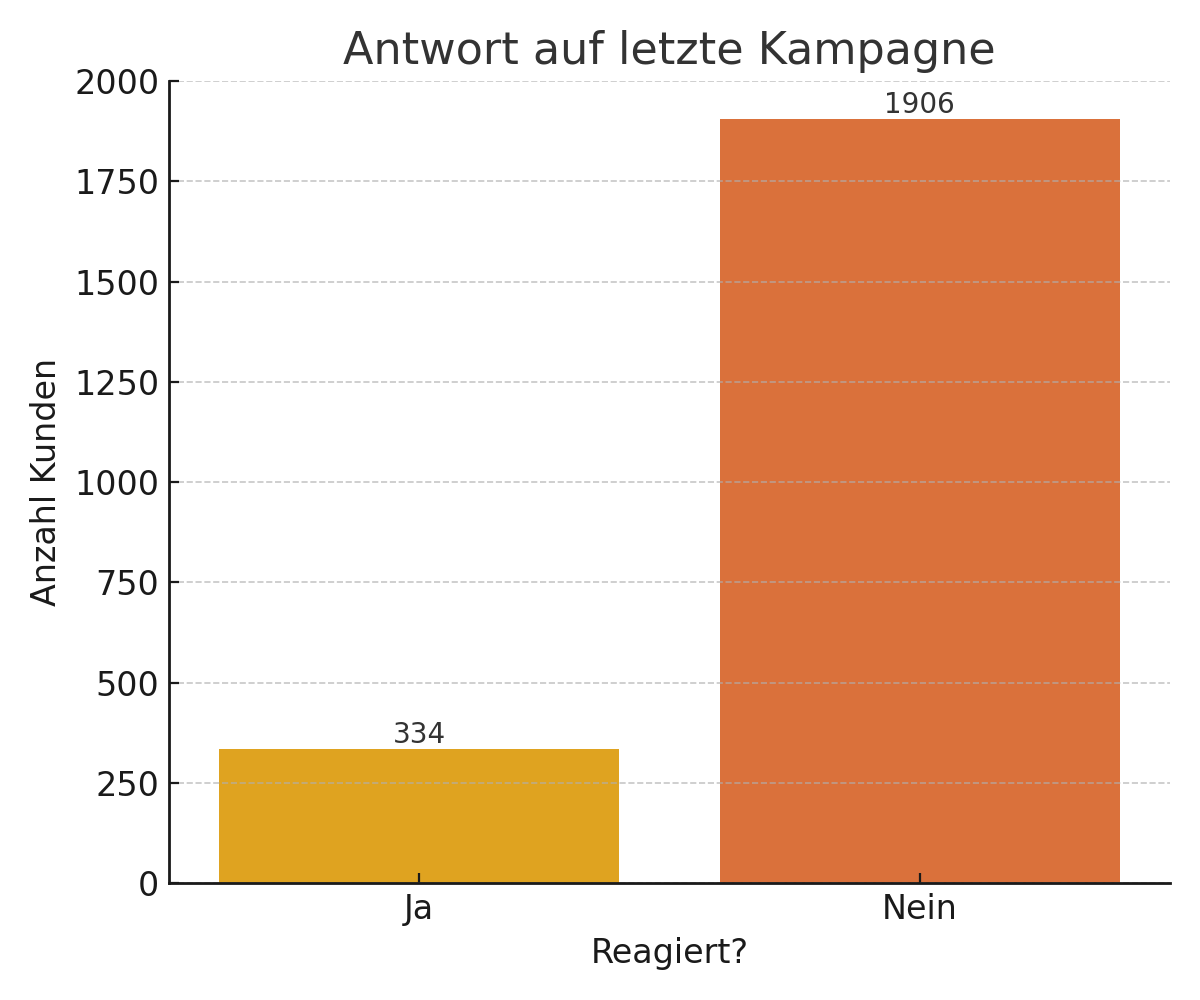 Antwort auf letzte Kampagne
2000
1750
1500
1250
1000
750
500
250
0
Anzahl Kunden
334
1906
Ja
Nein
Reagiert?